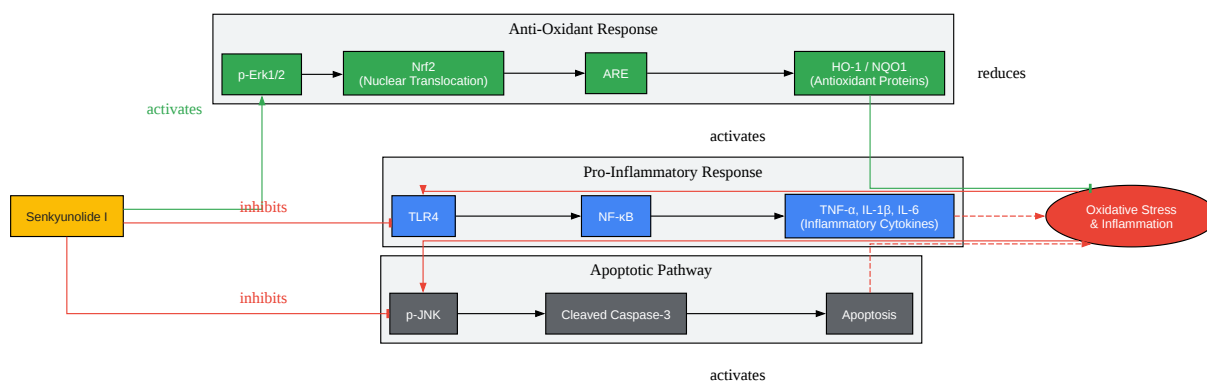 Anti-Oxidant Response
p-Erk1/2
Nrf2
(Nuclear Translocation)
ARE
HO-1 / NQO1
(Antioxidant Proteins)
reduces
activates
activates
Pro-Inflammatory Response
Senkyunolide I
inhibits
TLR4
NF-κB
TNF-α, IL-1β, IL-6
(Inflammatory Cytokines)
Oxidative Stress
& Inflammation
Apoptotic Pathway
inhibits
p-JNK
Cleaved Caspase-3
Apoptosis
activates